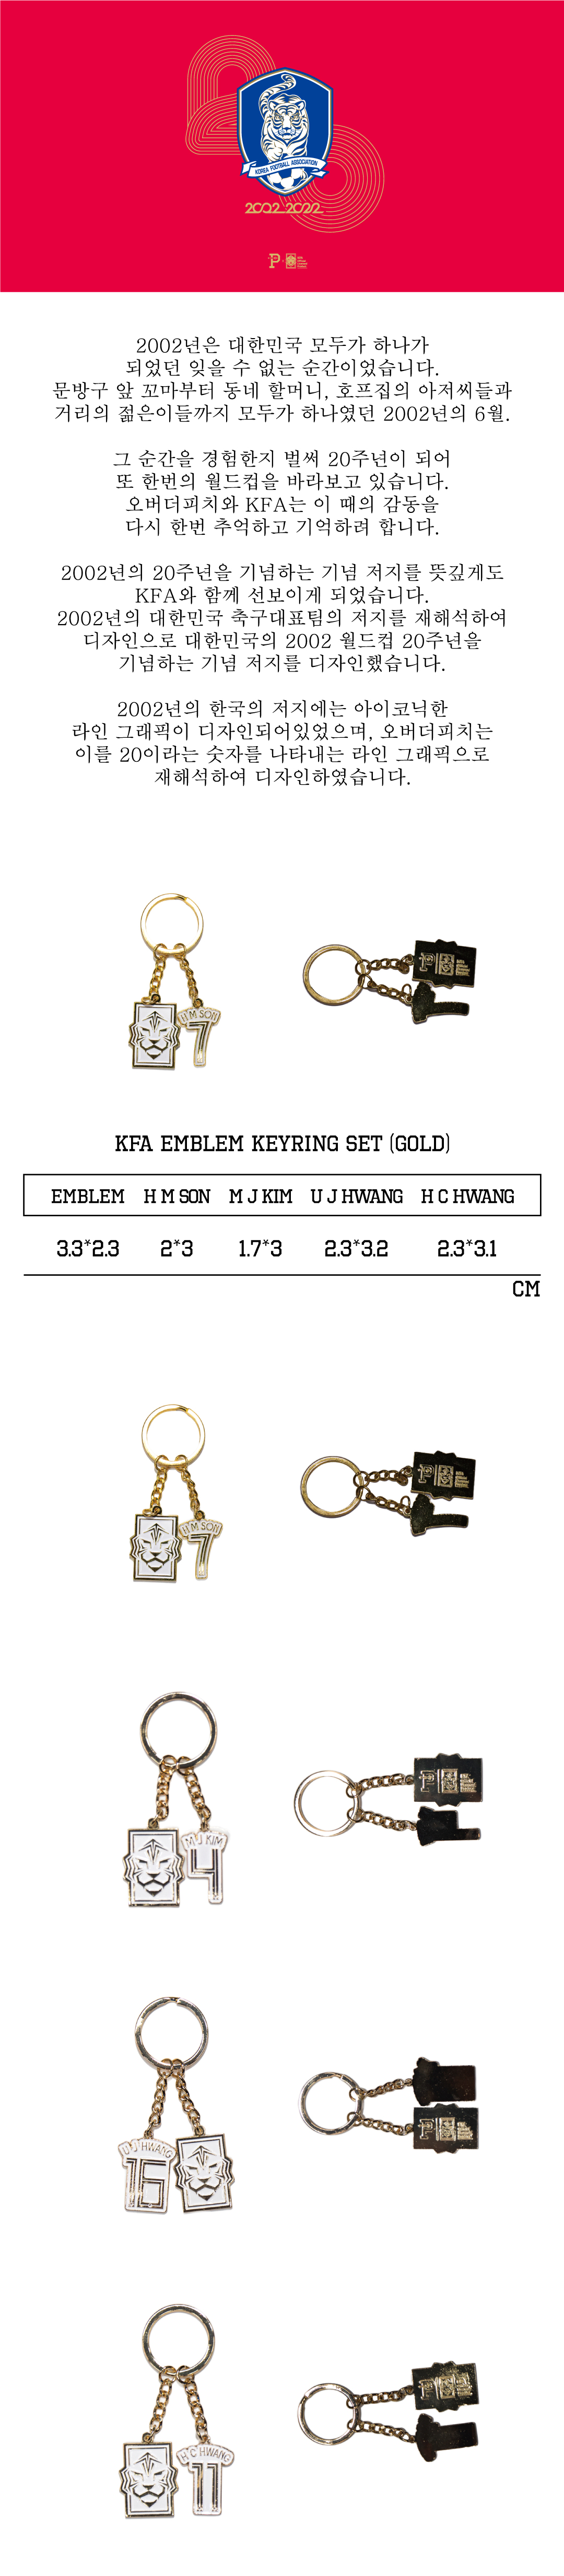 KOREA FOOTBALL ASSOCIATION
2002_2022
P
2002년은 대한민국 모두가 하나가
되었던 잊을 수 없는 순간이었습니다.
문방구 앞 꼬마부터 동네 할머니, 호프집의 아저씨들과
거리의 젊은이들까지 모두가 하나였던 2002년의 6월.
그 순간을 경험한지 벌써 20주년이 되어
또 한번의 월드컵을 바라보고 있습니다.
오버더피치와 KFA는 이 때의 감동을
다시 한번 추억하고 기억하려 합니다.
2002년의 20주년을 기념하는 기념 저지를 뜻깊게도
KFA와 함께 선보이게 되었습니다.
2002년의 대한민국 축구대표팀의 저지를 재해석하여
디자인으로 대한민국의 2002 월드컵 20주년을
기념하는 기념 저지를 디자인했습니다.
2002년의 한국의 저지에는 아이코닉한
라인 그래픽이 디자인되어있었으며, 오버더피치는
이를 20이라는 숫자를 나타내는 라인 그래픽으로
재해석하여 디자인하였습니다.
H M SON
7
P
KFA EMBLEM KEYRING SET (GOLD)
EMBLEM H M SON M J KIM U J HWANG H C HWANG
3.3*2.3 2*3 1.7*3 2.3*3.2 2.3*3.1
CM
H M SON
7
P
M J KIM
4
P
U J HWANG
16
P
H C HWANG
11
P